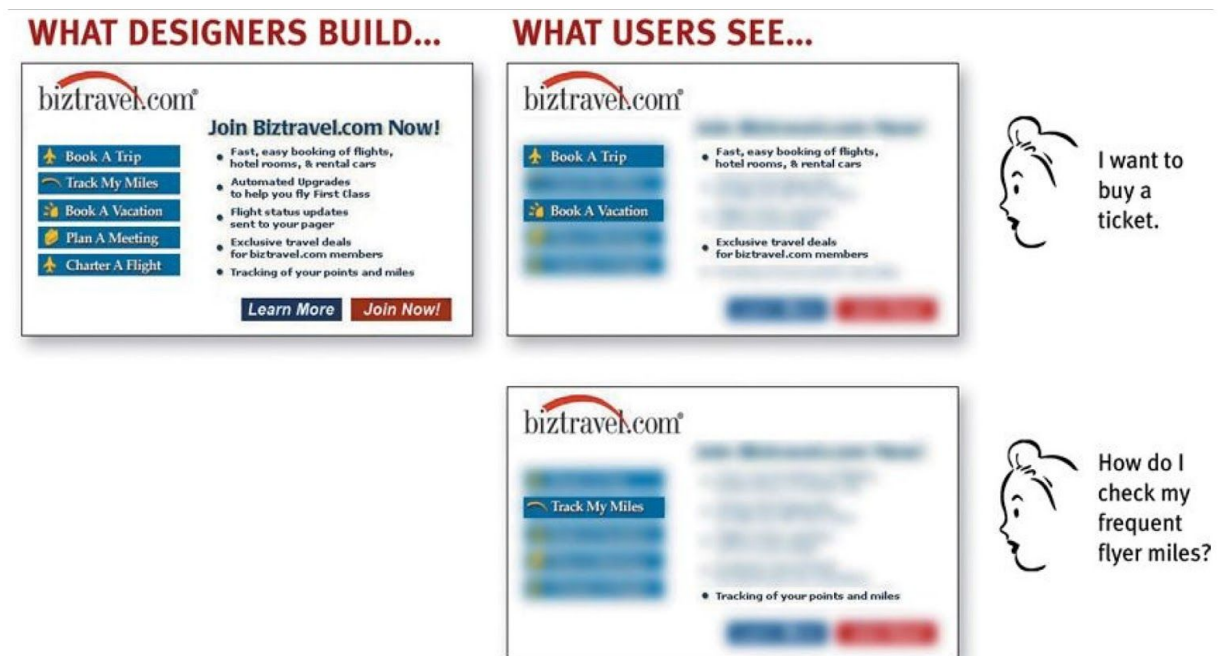 WHAT DESIGNERS BUILD...
WHAT USERS SEE...
biztravel.com®
Join Biztravel.com Now!
Book A Trip
Track My Miles
Book A Vacation
Plan A Meeting
Charter A Flight
• Fast, easy booking of flights,
hotel rooms, & rental cars
• Automated Upgrades
to help you fly First Class
• Flight status updates
sent to your pager
• Exclusive travel deals
for biztravel.com members
• Tracking of your points and miles
Learn More
Join Now!
biztravel.com®
Book A Trip
Book A Vacation
• Fast, easy booking of flights,
hotel rooms, & rental cars
• Exclusive travel deals
for biztravel.com members
I want to
buy a
ticket.
biztravel.com®
Track My Miles
• Tracking of your points and miles
How do I
check my
frequent
flyer miles?